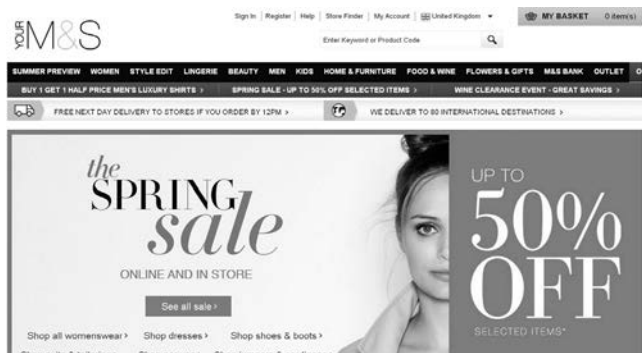 Sign In | Register | Help | Store Finder | My Account | United Kingdom
MY BASKET 0 item(s)
YOUR M&S
Enter Keyword or Product Code
SUMMER PREVIEW WOMEN STYLE EDIT LINGERIE BEAUTY MEN KIDS HOME & FURNITURE FOOD & WINE FLOWERS & GIFTS M&S BANK OUTLET
BUY 1 GET 1 HALF PRICE MEN'S LUXURY SHIRTS > SPRING SALE - UP TO 50% OFF SELECTED ITEMS > WINE CLEARANCE EVENT - GREAT SAVINGS >
FREE NEXT DAY DELIVERY TO STORES IF YOU ORDER BY 12PM > WE DELIVER TO 80 INTERNATIONAL DESTINATIONS >
the
SPRING
sale
ONLINE AND IN STORE
See all sale >
Shop all womenswear > Shop dresses > Shop shoes & boots >
UP TO
50%
OFF
SELECTED ITEMS*